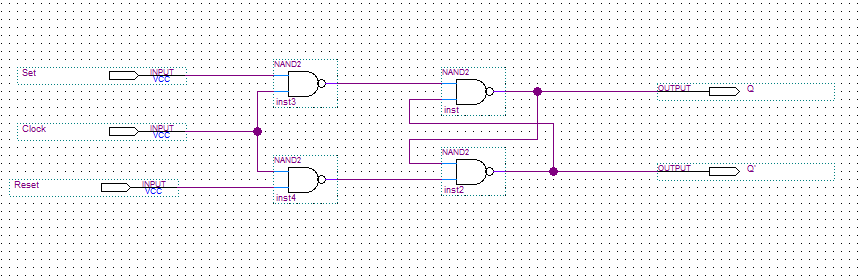 NAND2
Set
INPUT
VCC
NAND2
OUTPUT
Q
inst3
inst
Clock
INPUT
VCC
NAND2
NAND2
OUTPUT
Q'
Reset
INPUT
VCC
inst2
inst4